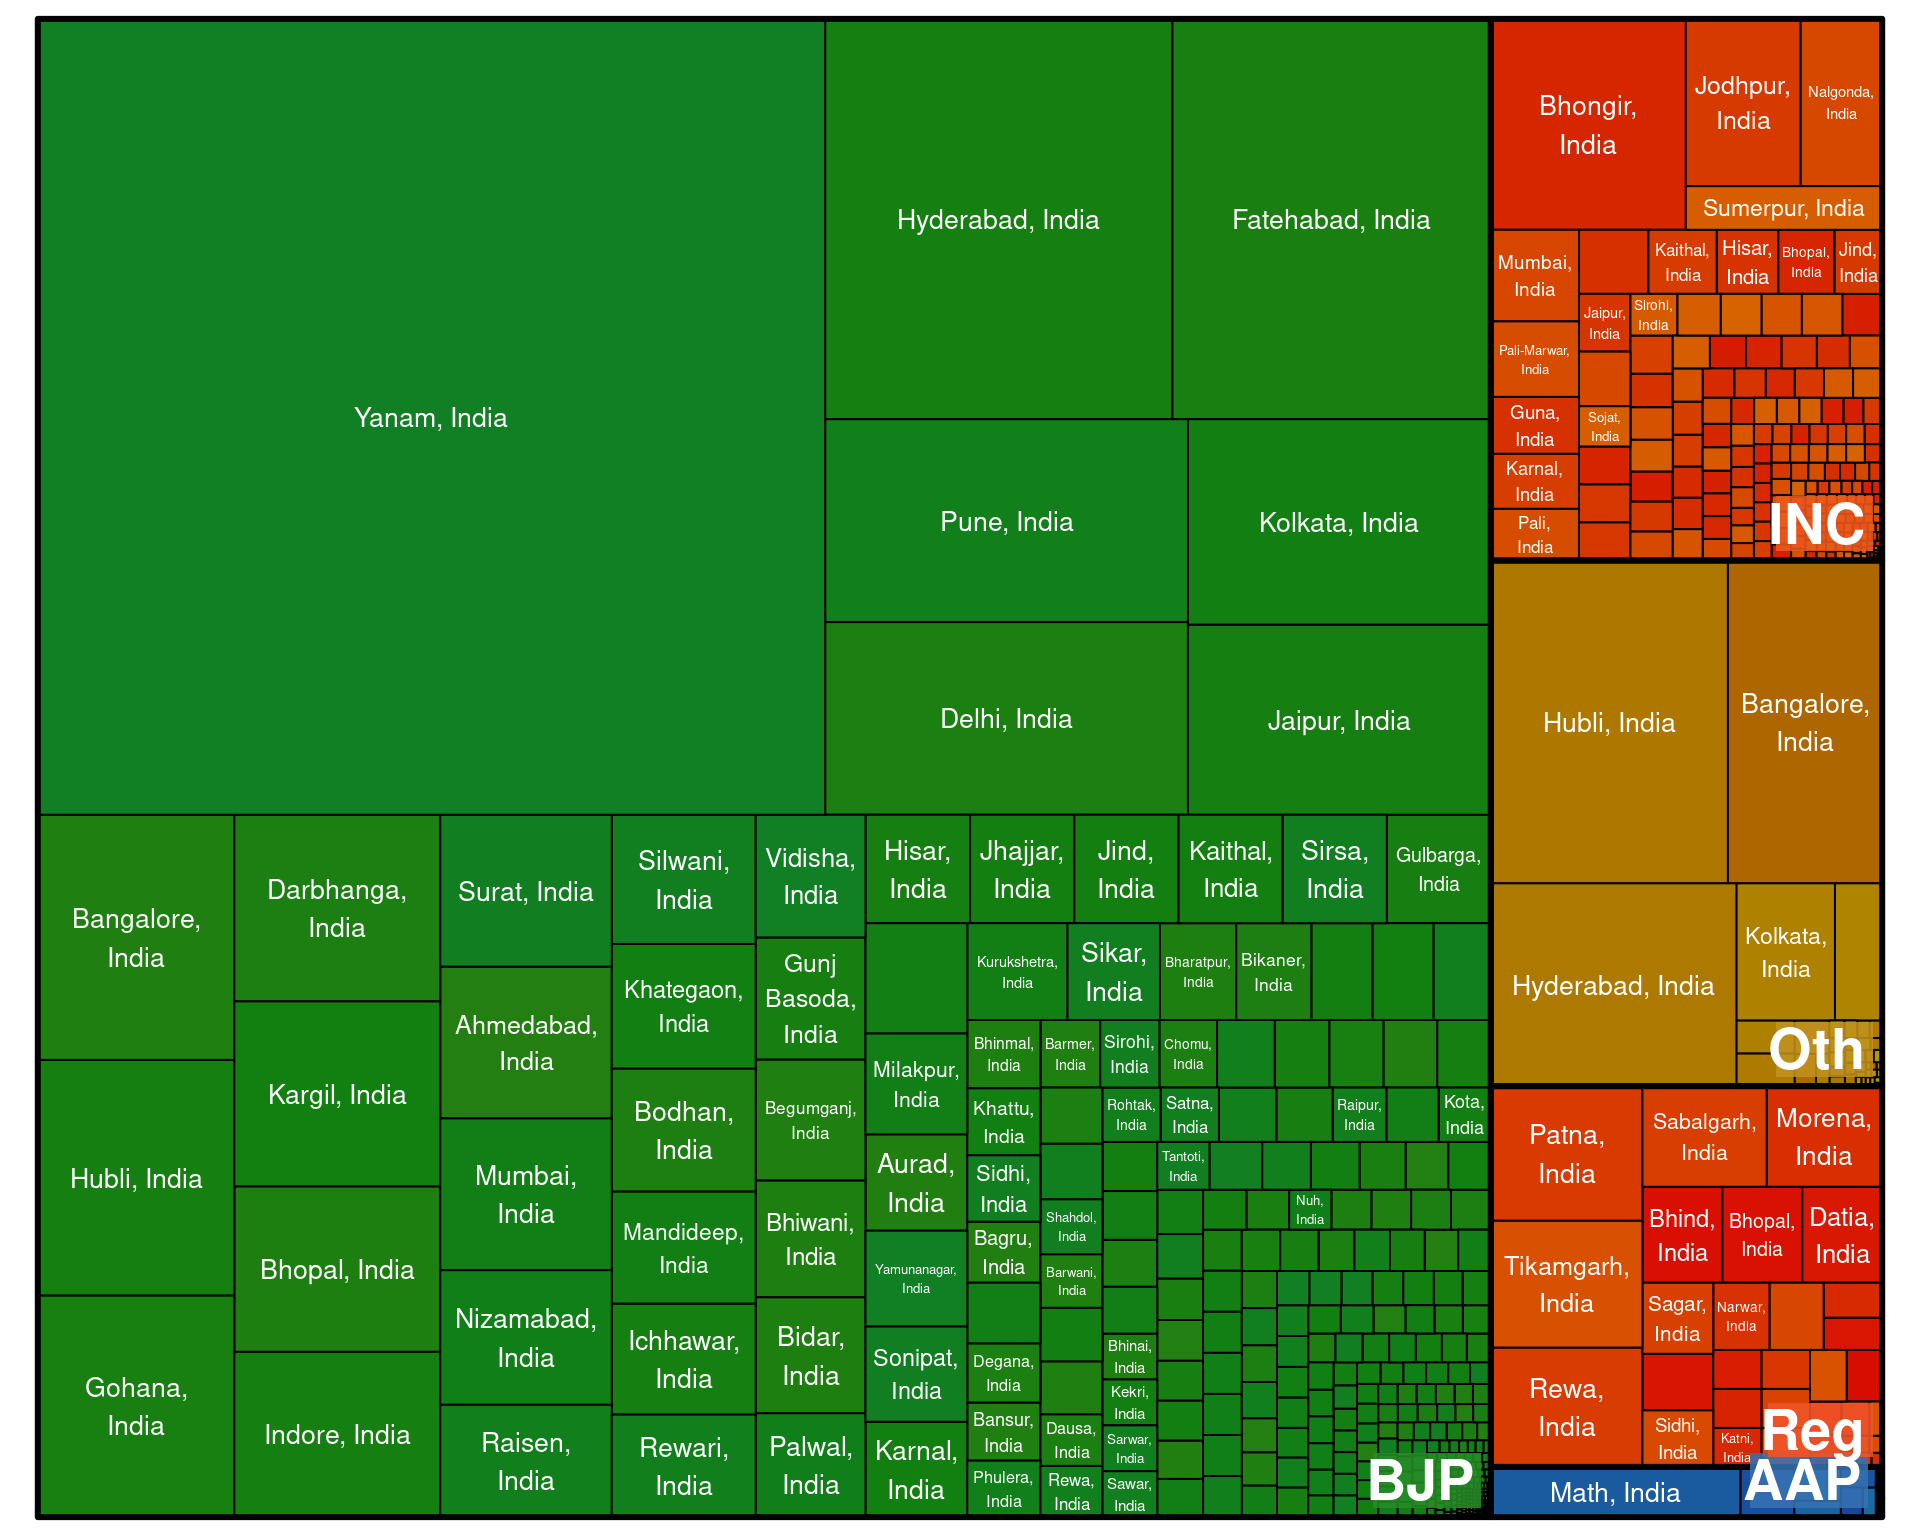 Yanam, India
Hyderabad, India
Fatehabad, India
Pune, India
Kolkata, India
Delhi, India
Jaipur, India
Bangalore,
India
Hubli, India
Gohana,
India
Darbhanga,
India
Kargil, India
Bhopal, India
Indore, India
Surat, India
Ahmedabad,
India
Mumbai,
India
Nizamabad,
India
Raisen,
India
Silwani,
India
Khategaon,
India
Bodhan,
India
Mandideep,
India
Ichhawar,
India
Rewari,
India
Vidisha,
India
Gunj
Basoda,
India
Begumganj,
India
Bhiwani,
India
Bidar,
India
Palwal,
India
Hisar,
India
Jhajjar,
India
Jind,
India
Kaithal,
India
Sirsa,
India
Gulbarga,
India
Milakpur,
India
Aurad,
India
Yamunanagar,
India
Sonipat,
India
Karnal,
India
Kurukshetra,
India
Sikar,
India
Bharatpur,
India
Bikaner,
India
Bhinmal,
India
Khattu,
India
Sidhi,
India
Bagru,
India
Degana,
India
Bansur,
India
Phulera,
India
Barmer,
India
Sirohi,
India
Chomu,
India
Shahdol,
India
Barwani,
India
Dausa,
India
Rewa,
India
Rohtak,
India
Satna,
India
Raipur,
India
Kota,
India
Tantoti,
India
Nuh,
India
Bhinai,
India
Kekri,
India
Sarwar,
India
Sawar,
India
BJP
Bhongir,
India
Jodhpur,
India
Nalgonda,
India
Sumerpur, India
Mumbai,
India
Pali-Marwar,
India
Guna,
India
Karnal,
India
Pali,
India
Kaithal,
India
Hisar,
India
Bhopal,
India
Jind,
India
Jaipur,
India
Sirohi,
India
Sojat,
India
INC
Hubli, India
Bangalore,
India
Hyderabad, India
Kolkata,
India
Oth
Patna,
India
Tikamgarh,
India
Rewa,
India
Sabalgarh,
India
Morena,
India
Bhind,
India
Bhopal,
India
Datia,
India
Sagar,
India
Narwar,
India
Sidhi,
India
Katni,
India
Reg
Math, India
AAP